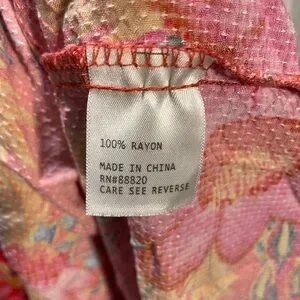 100% RAYON
MADE IN CHINA
RN#88820
CARE SEE REVERSE